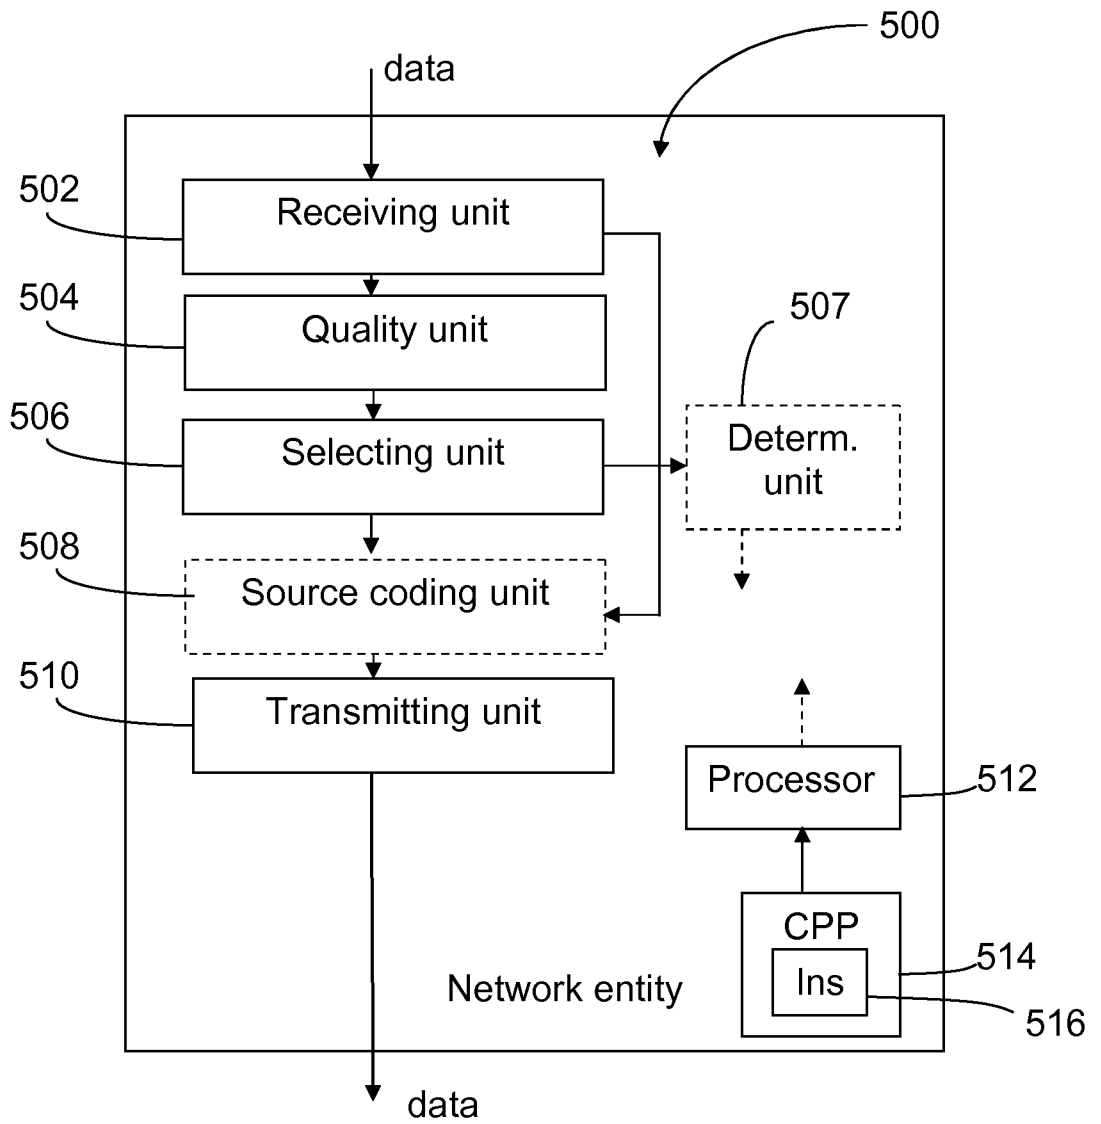 500
data
502
Receiving unit
504
Quality unit
507
506
Selecting unit
Determ.
unit
508
Source coding unit
510
Transmitting unit
Processor
512
CPP
514
Ins
Network entity
516
data